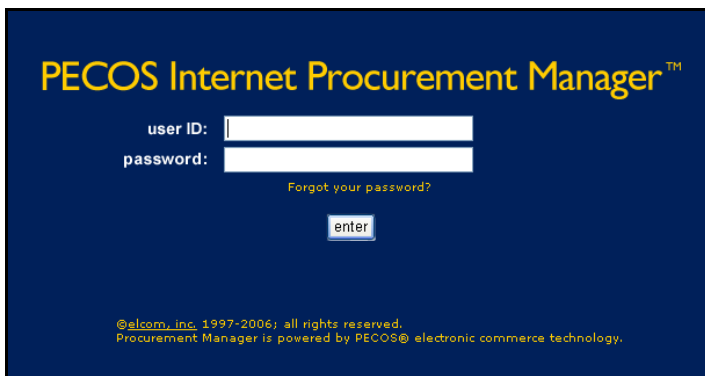 PECOS Internet Procurement Manager™
user ID:
password:
Forgot your password?
enter
©elcom, inc. 1997-2006; all rights reserved.
Procurement Manager is powered by PECOS® electronic commerce technology.